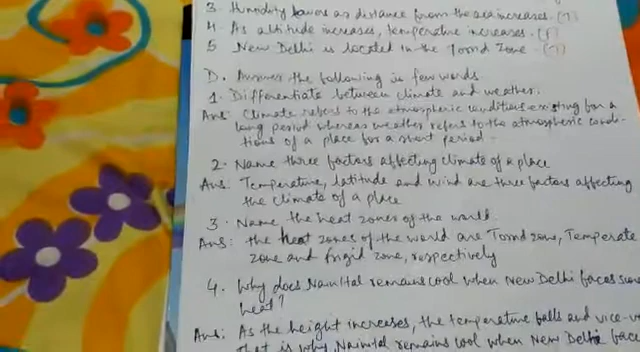 3. Humidity lowers as distance from the sea increases. (T)
4. As altitude increases, temperature increases. (F)
5 New Delhi is located in the Torrid Zone
D. Answer the following in few words.
1. Differentiate between climate and weather.
Ans. Climate refers to the atmospheric conditions existing for a
long period whereas weather refers to the atmospheric condi-
tions of a place for a short period.
2. Name three factors affecting climate of a place
Ans. Temperature, latitude and wind are three factors affecting
the climate of a place
3. Name the heat zones of the world.
Ans: the heat zones of the world are Torrid zone, Temperate
zone and frigid zone, respectively
4. Why does Nainital remains cool when New Delhi faces
heat?
Ans: As the height increases, the temperature falls and vice-v
that is why, Nainital remains cool when New Delhi face